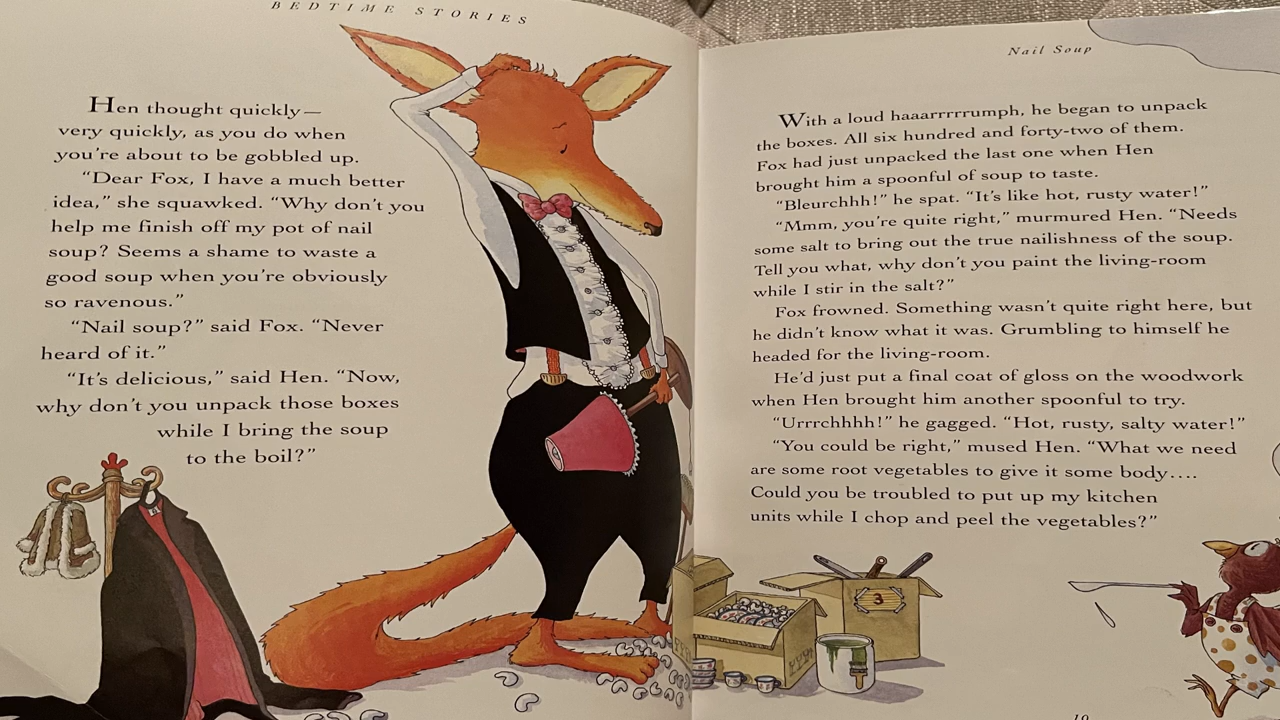 BEDTIME STORIES
Hen thought quickly—
very quickly, as you do when
you're about to be gobbled up.
"Dear Fox, I have a much better
idea," she squawked. "Why don't you
help me finish off my pot of nail
soup? Seems a shame to waste a
good soup when you're obviously
so ravenous."
"Nail soup?" said Fox. "Never
heard of it."
"It's delicious," said Hen. "Now,
why don't you unpack those boxes
while I bring the soup
to the boil?"
Nail Soup
With a loud haaarrrrrumph, he began to unpack
the boxes. All six hundred and forty-two of them.
Fox had just unpacked the last one when Hen
brought him a spoonful of soup to taste.
"Bleurchhh!" he spat. "It's like hot, rusty water!"
"Mmm, you're quite right," murmured Hen. "Needs
some salt to bring out the true nailishness of the soup.
Tell you what, why don't you paint the living-room
while I stir in the salt?"
Fox frowned. Something wasn't quite right here, but
he didn't know what it was. Grumbling to himself he
headed for the living-room.
He'd just put a final coat of gloss on the woodwork
when Hen brought him another spoonful to try.
"Urrrchhhh!" he gagged. "Hot, rusty, salty water!"
"You could be right," mused Hen. "What we need
are some root vegetables to give it some body....
Could you be troubled to put up my kitchen
units while I chop and peel the vegetables?"
3